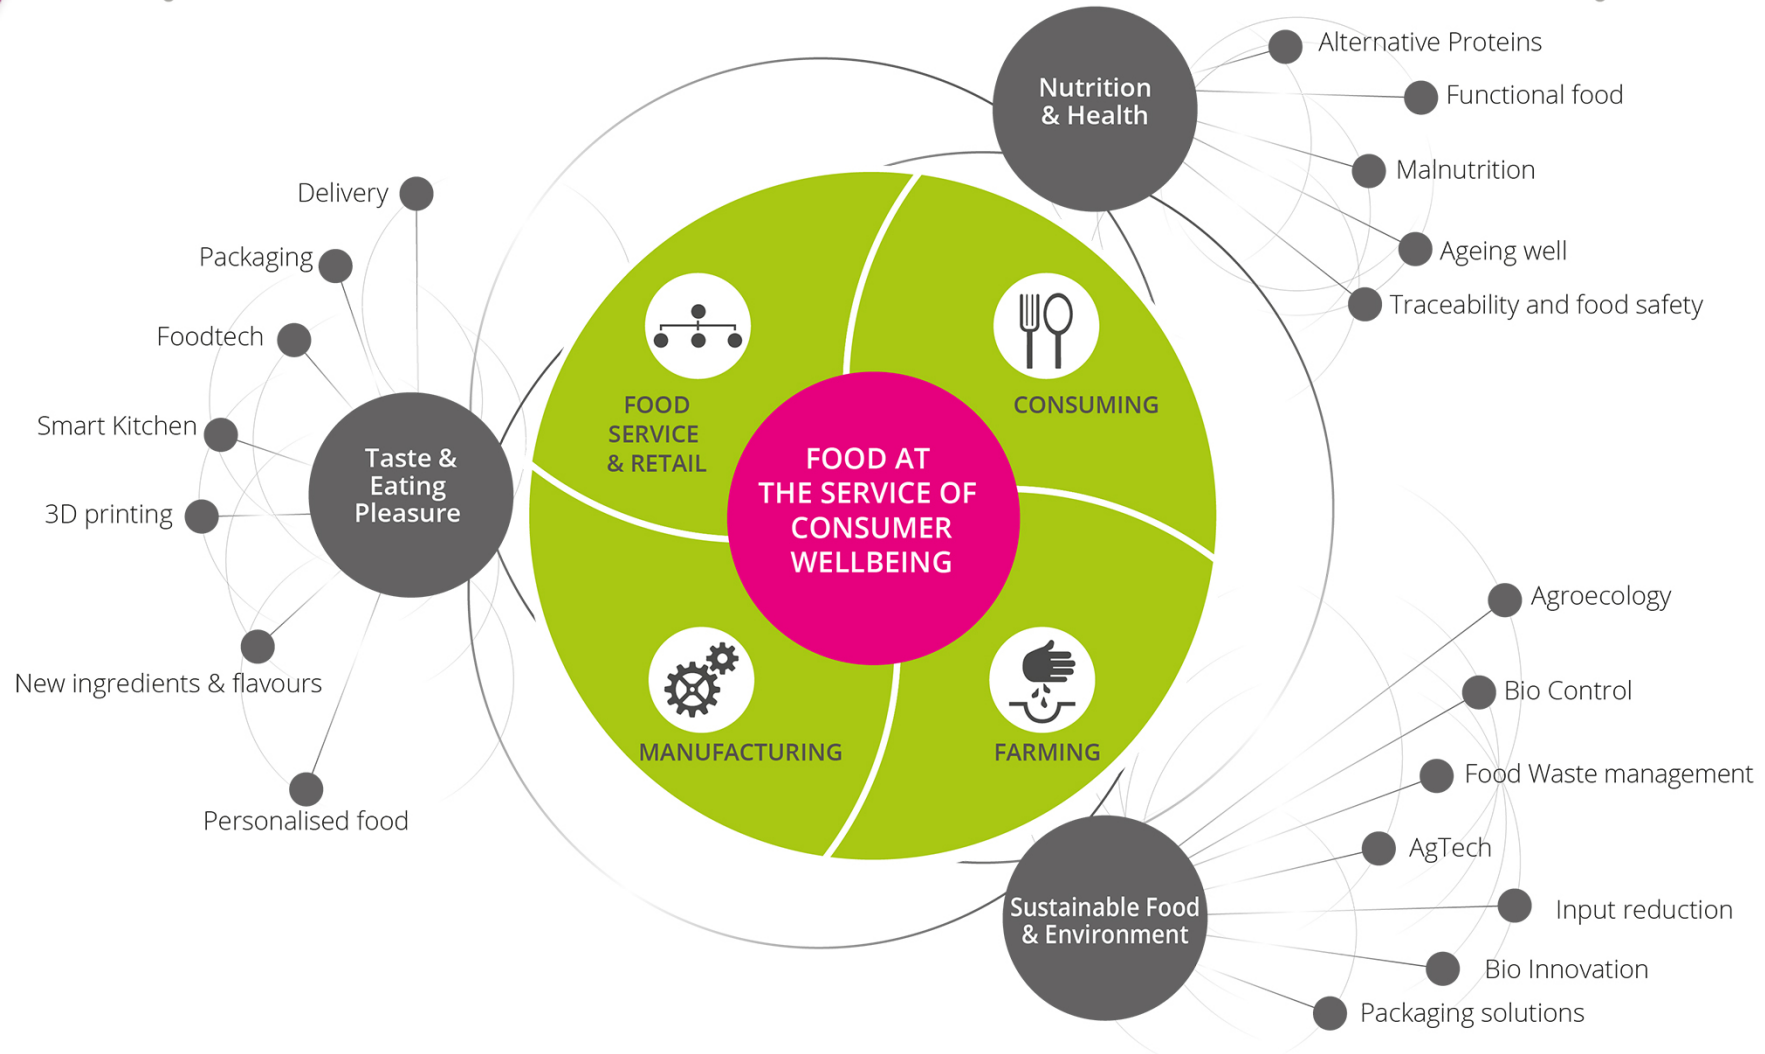 Nutrition
& Health
Alternative Proteins
Functional food
Malnutrition
Ageing well
Traceability and food safety
Delivery
Packaging
Foodtech
Smart Kitchen
3D printing
New ingredients & flavours
Personalised food
Taste &
Eating
Pleasure
FOOD
SERVICE
& RETAIL
CONSUMING
FOOD AT
THE SERVICE OF
CONSUMER
WELLBEING
MANUFACTURING
FARMING
Sustainable Food
& Environment
Agroecology
Bio Control
Food Waste management
AgTech
Input reduction
Bio Innovation
Packaging solutions